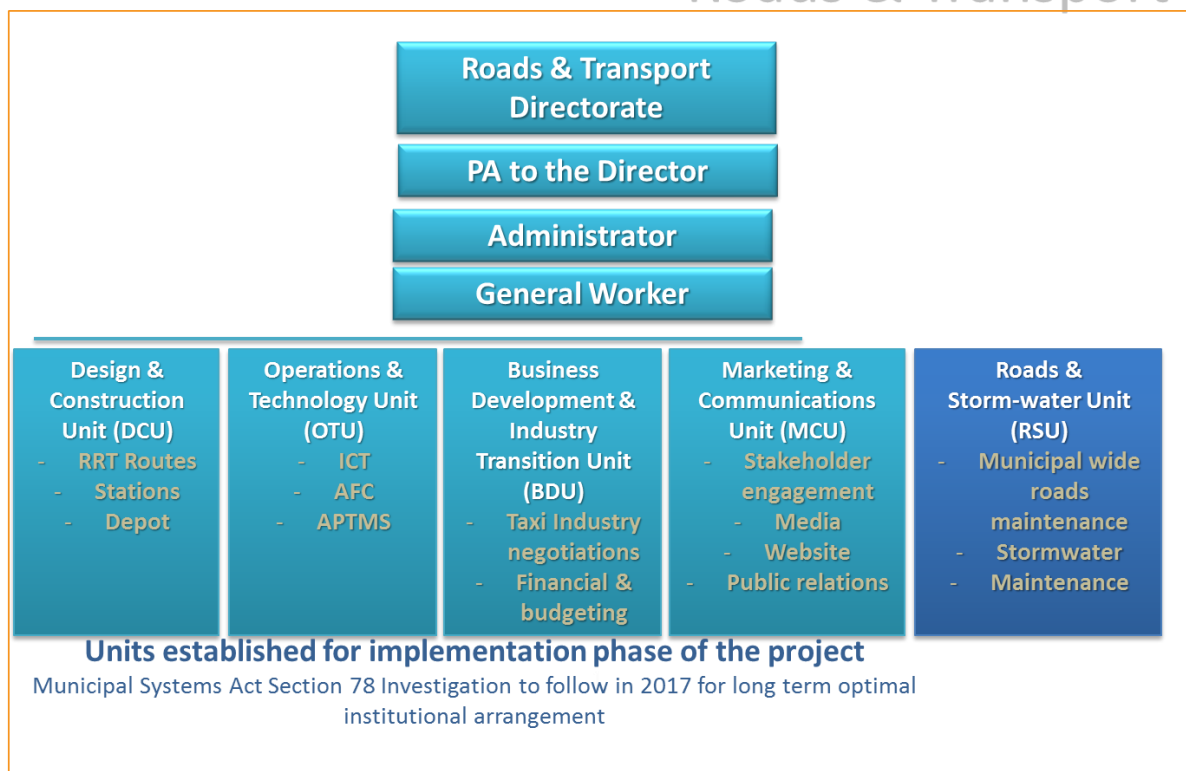 Roads & Transport
Roads & Transport
Directorate
PA to the Director
Administrator
General Worker
Design &
Construction
Unit (DCU)
- RRT Routes
- Stations
- Depot
Operations &
Technology Unit
(OTU)
- ICT
- AFC
- APTMS
Business
Development &
Industry
Transition Unit
(BDU)
- Taxi Industry
negotiations
- Financial &
budgeting
Marketing &
Communications
Unit (MCU)
- Stakeholder
engagement
- Media
- Website
- Public relations
Roads &
Storm-water Unit
(RSU)
- Municipal wide
roads
maintenance
- Stormwater
- Maintenance
Units established for implementation phase of the project
Municipal Systems Act Section 78 Investigation to follow in 2017 for long term optimal
institutional arrangement